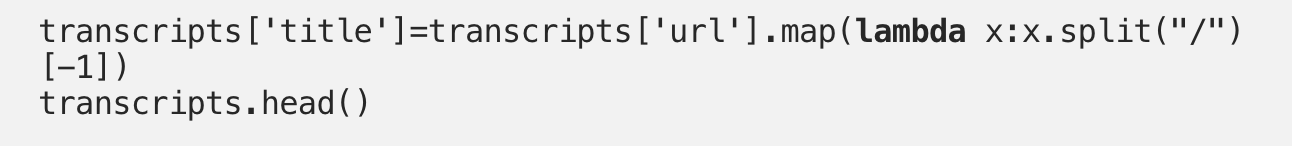 transcripts['title']=transcripts['url'].map(lambda x:x.split("/")
[-1])
transcripts.head()